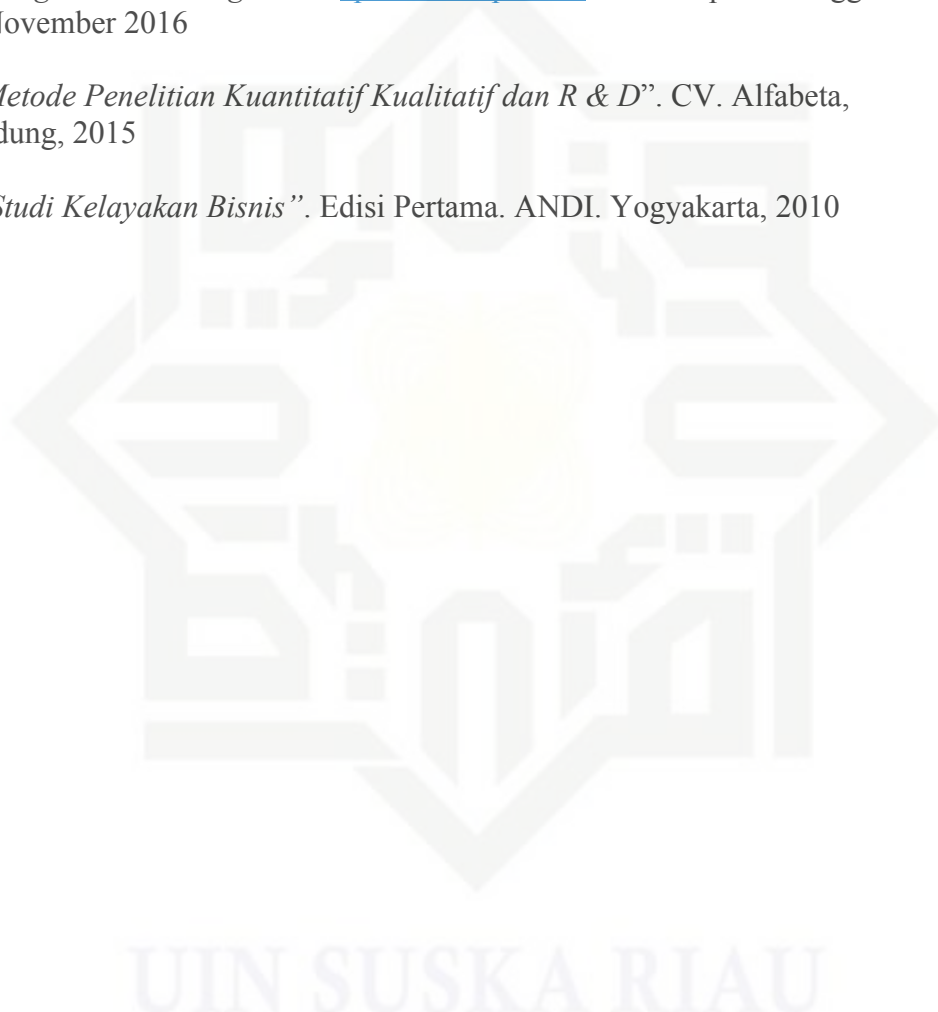 November 2016
Metode Penelitian Kuantitatif Kualitatif dan R & D”. CV. Alfabeta,
dung, 2015
Studi Kelayakan Bisnis”. Edisi Pertama. ANDI. Yogyakarta, 2010
UIN SUSKA RIAU